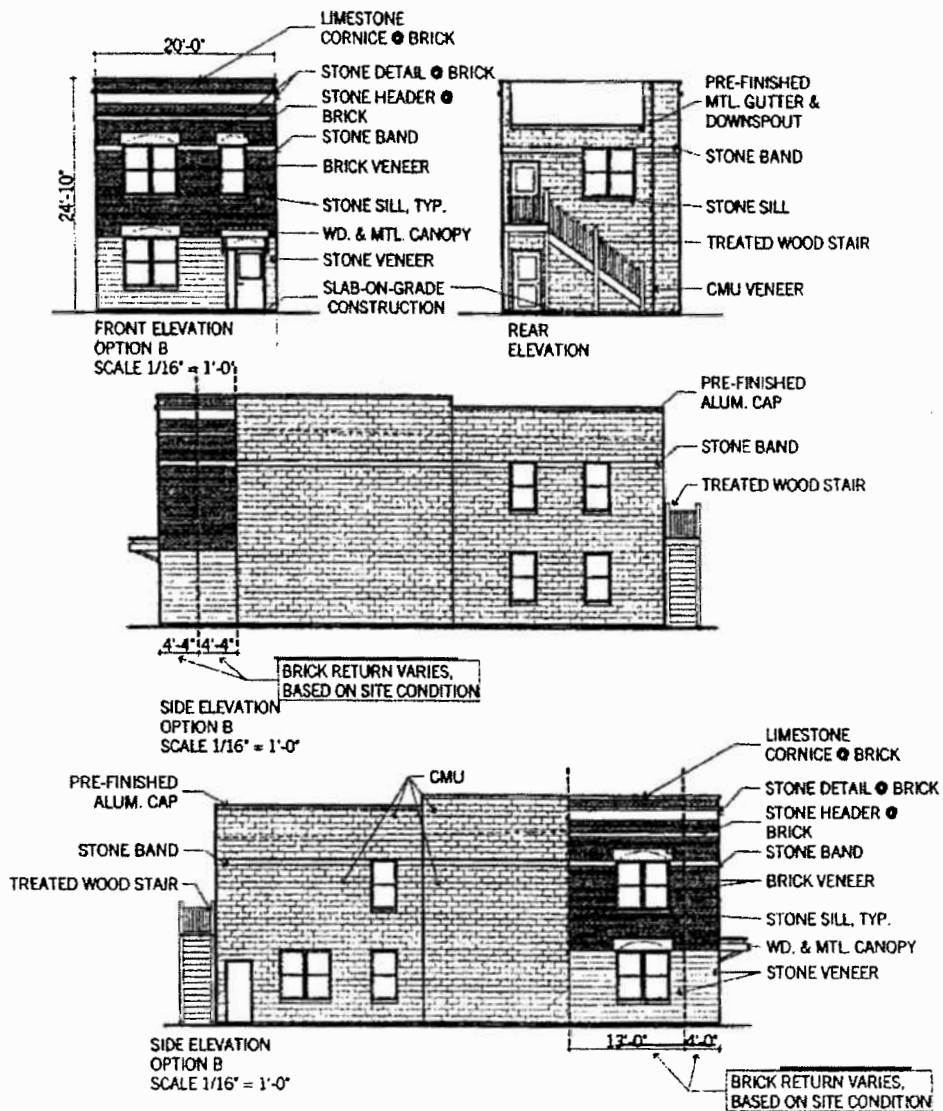 LIMESTONE
CORNICE @ BRICK
20'-0"
STONE DETAIL @ BRICK
STONE HEADER @
BRICK
STONE BAND
BRICK VENEER
24'-10"
STONE SILL, TYP.
WD. & MTL. CANOPY
STONE VENEER
SLAB-ON-GRADE
CONSTRUCTION
FRONT ELEVATION
OPTION B
SCALE 1/16" = 1'-0"
PRE-FINISHED
MTL. GUTTER &
DOWNSPOUT
STONE BAND
STONE SILL
TREATED WOOD STAIR
CMU VENEER
REAR
ELEVATION
PRE-FINISHED
ALUM. CAP
STONE BAND
TREATED WOOD STAIR
4'-4" 4'-4"
BRICK RETURN VARIES,
BASED ON SITE CONDITION
SIDE ELEVATION
OPTION B
SCALE 1/16" = 1'-0"
PRE-FINISHED
ALUM. CAP
CMU
STONE BAND
TREATED WOOD STAIR
LIMESTONE
CORNICE @ BRICK
STONE DETAIL @ BRICK
STONE HEADER @
BRICK
STONE BAND
BRICK VENEER
STONE SILL, TYP.
WD. & MTL. CANOPY
STONE VENEER
13'-0" 4'-0"
SIDE ELEVATION
OPTION B
SCALE 1/16" = 1'-0"
BRICK RETURN VARIES,
BASED ON SITE CONDITION